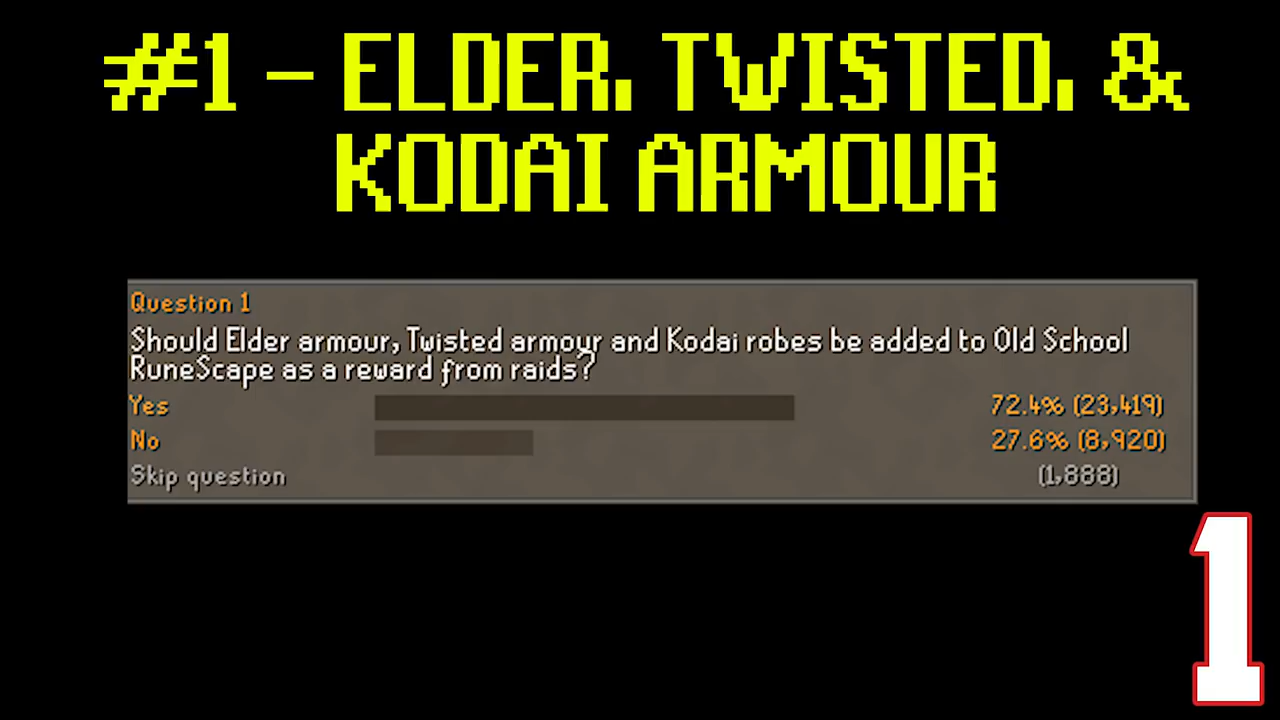 #1 - ELDER, TWISTED, &
KODAI ARMOUR
Question 1
Should Elder armour, Twisted armour and Kodai robes be added to Old School
RuneScape as a reward from raids?
Yes 72.4% (23,419)
No 27.6% (8,920)
Skip question (1,888)
1